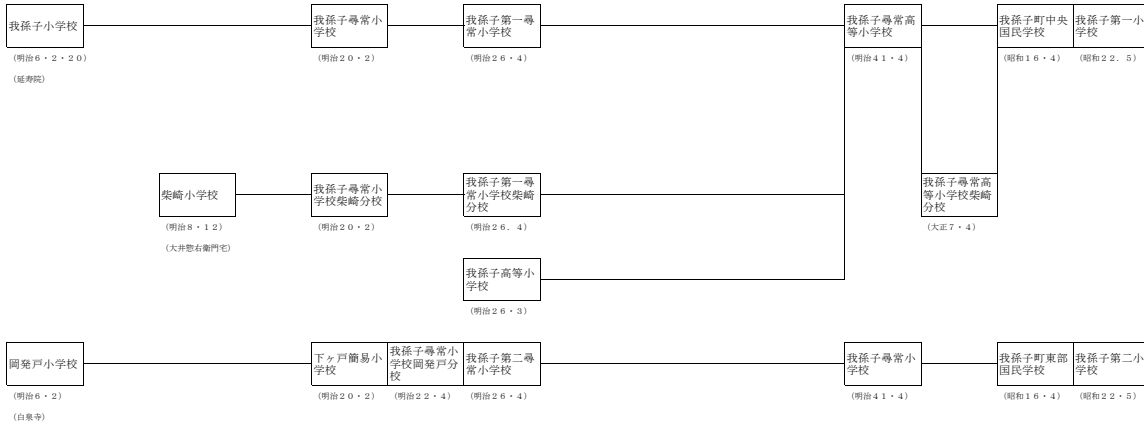 我孫子小学校
(明治6・2・20)
(延寿院)
我孫子尋常小
学校
(明治20・2)
我孫子第一尋
常小学校
(明治26・4)
我孫子尋常高
等小学校
(明治41・4)
我孫子町中央
国民学校
(昭和16・4)
我孫子第一小
学校
(昭和22．5)
柴崎小学校
(明治8・12)
(大井惣右衛門宅)
我孫子尋常小
学校柴崎分校
(明治20・2)
我孫子第一尋
常小学校柴崎
分校
(明治26．4)
我孫子尋常高
等小学校柴崎
分校
(大正7・4)
我孫子高等小
学校
(明治26・3)
岡発戸小学校
(明治6・2)
(白泉寺)
下ヶ戸簡易小
学校
(明治20・2)
我孫子尋常小
学校岡発戸分
校
(明治22・4)
我孫子第二尋
常小学校
(明治26・4)
我孫子尋常小
学校
(明治41・4)
我孫子町東部
国民学校
(昭和16・4)
我孫子第二小
学校
(昭和22・5)